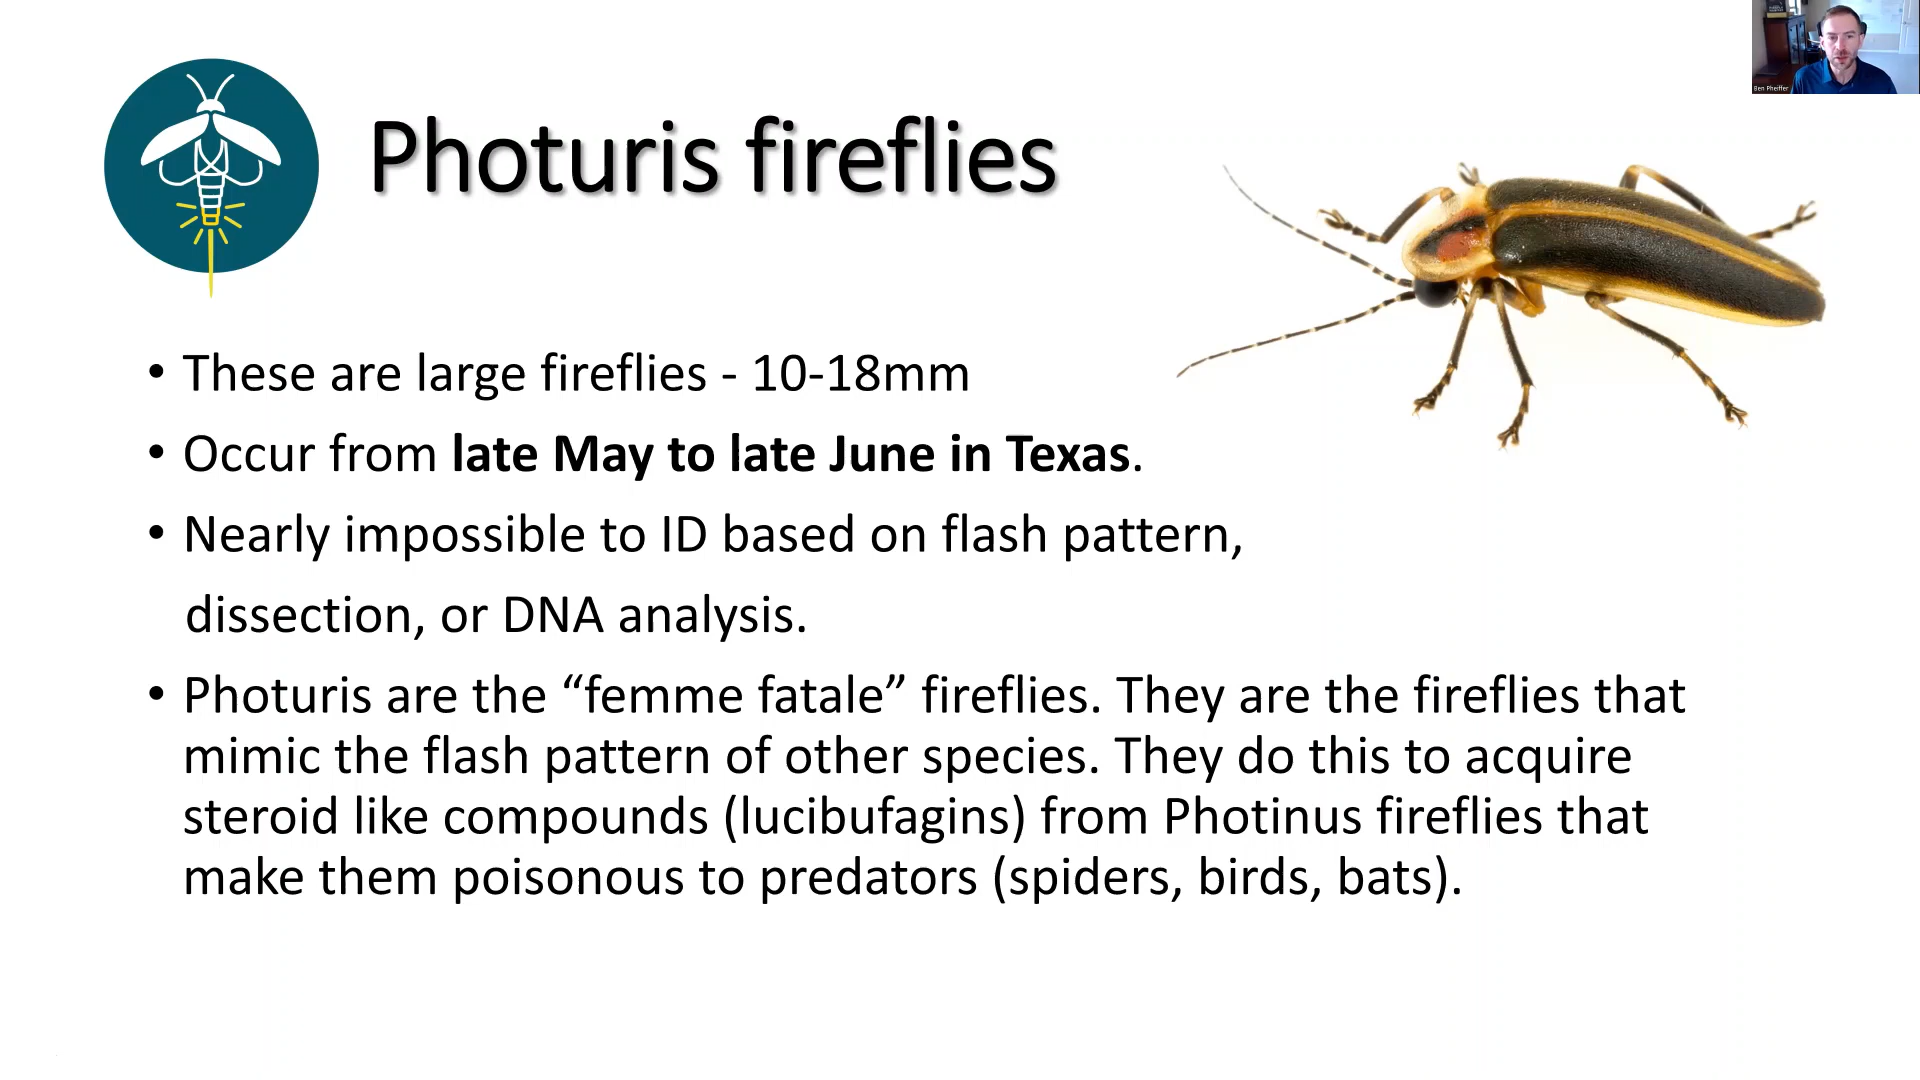 Ben Pheiffer
Photuris fireflies
• These are large fireflies - 10-18mm
• Occur from late May to late June in Texas.
• Nearly impossible to ID based on flash pattern,
dissection, or DNA analysis.
• Photuris are the “femme fatale” fireflies. They are the fireflies that
mimic the flash pattern of other species. They do this to acquire
steroid like compounds (lucibufagins) from Photinus fireflies that
make them poisonous to predators (spiders, birds, bats).